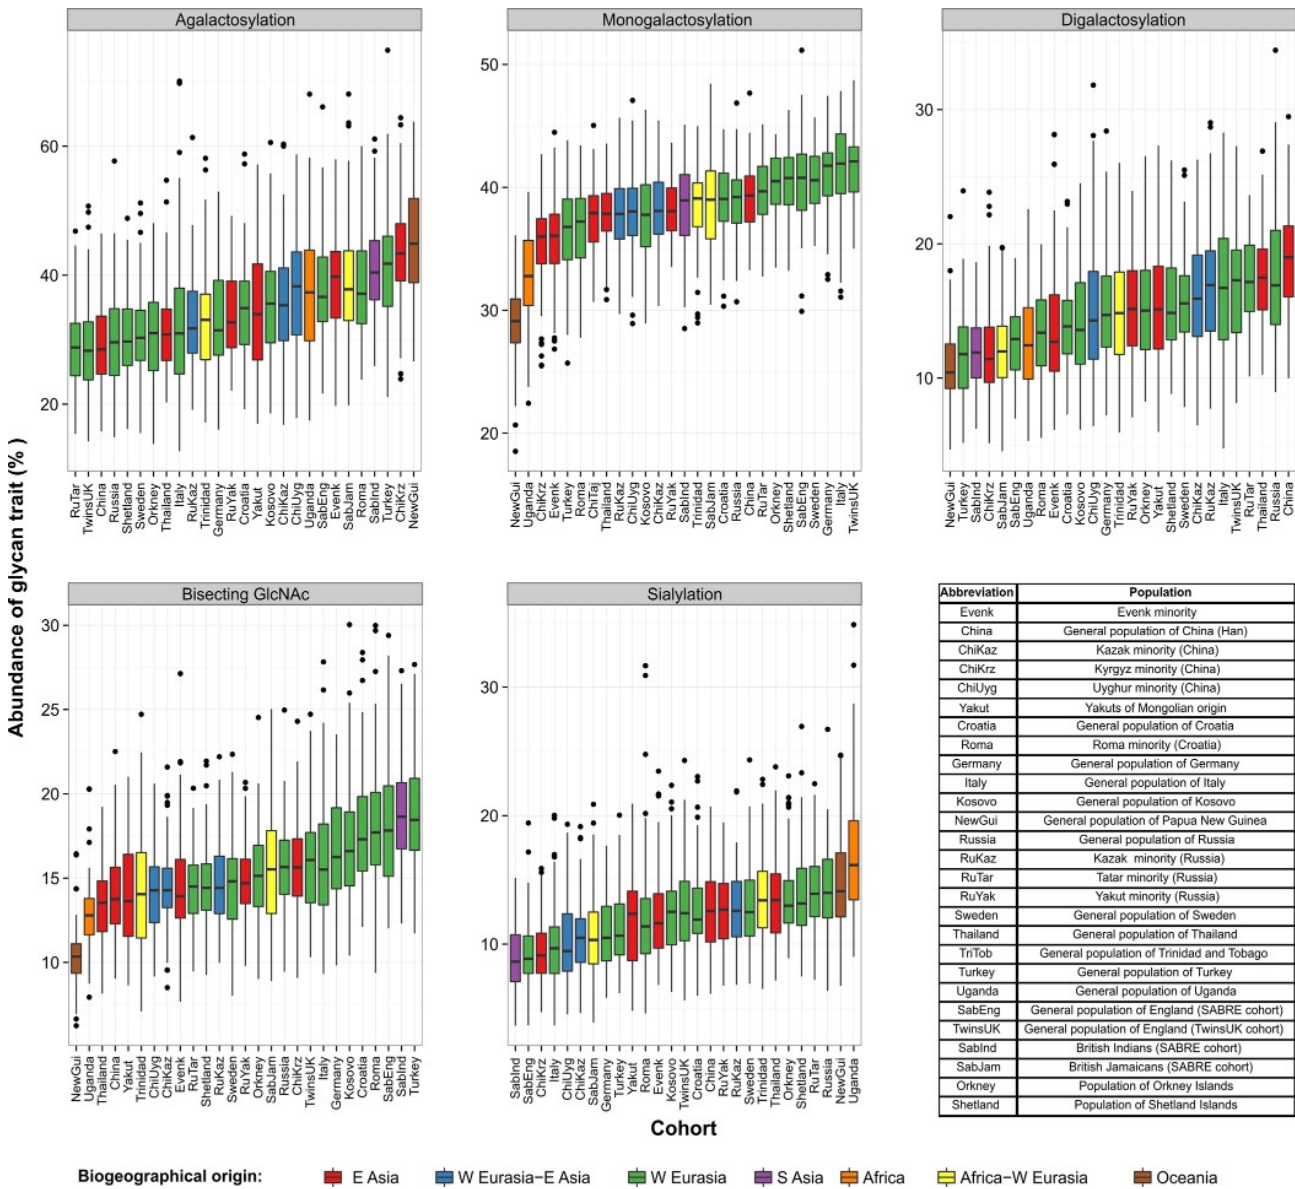 Agalactosylation
Monogalactosylation
Digalactosylation
60
40
20
50
40
30
20
30
20
10
RuTar
TwinsUK
China
Russia
Shetland
Sweden
Orkney
Thailand
Italy
RuKaz
Trinidad
Germany
RuYak
Croatia
Yakut
Kosovo
ChiKaz
ChiUyg
Uganda
SabEng
Evenk
SabJam
Roma
SabInd
Turkey
ChiKrz
NewGui
NewGui
Uganda
ChiKrz
Evenk
Turkey
Roma
ChiTaj
Thailand
RuKaz
ChiUyg
Kosovo
ChiKaz
RuYak
SabInd
Trinidad
SabJam
Croatia
Russia
China
RuTar
Orkney
Shetland
SabEng
Sweden
Germany
Italy
TwinsUK
NewGui
Turkey
SabInd
ChiKrz
SabJam
SabEng
Uganda
Roma
Evenk
Croatia
Kosovo
ChiUyg
Germany
Trinidad
RuYak
Orkney
Yakut
Shetland
Sweden
ChiKaz
RuKaz
Italy
TwinsUK
RuTar
Thailand
Russia
China
Abundance of glycan trait (% )
Bisecting GlcNAc
Sialylation
30
25
20
15
10
30
20
10
NewGui
Uganda
Thailand
China
Yakut
Trinidad
ChiUyg
ChiKaz
Evenk
RuTar
Shetland
RuKaz
Sweden
RuYak
Orkney
SabJam
Russia
ChiKrz
TwinsUK
Italy
Germany
Kosovo
Croatia
Roma
SabEng
SabInd
Turkey
SabInd
SabEng
ChiKrz
Italy
ChiUyg
ChiKaz
SabJam
Germany
Turkey
Yakut
Roma
Evenk
Kosovo
TwinsUK
Croatia
China
RuYak
RuKaz
Sweden
Trinidad
Thailand
Orkney
Shetland
RuTar
Russia
NewGui
Uganda
Cohort
Abbreviation Population
Evenk Evenk minority
China General population of China (Han)
ChiKaz Kazak minority (China)
ChiKrz Kyrgyz minority (China)
ChiUyg Uyghur minority (China)
Yakut Yakuts of Mongolian origin
Croatia General population of Croatia
Roma Roma minority (Croatia)
Germany General population of Germany
Italy General population of Italy
Kosovo General population of Kosovo
NewGui General population of Papua New Guinea
Russia General population of Russia
RuKaz Kazak minority (Russia)
RuTar Tatar minority (Russia)
RuYak Yakut minority (Russia)
Sweden General population of Sweden
Thailand General population of Thailand
TriTob General population of Trinidad and Tobago
Turkey General population of Turkey
Uganda General population of Uganda
SabEng General population of England (SABRE cohort)
TwinsUK General population of England (TwinsUK cohort)
SabInd British Indians (SABRE cohort)
SabJam British Jamaicans (SABRE cohort)
Orkney Population of Orkney Islands
Shetland Population of Shetland Islands
Biogeographical origin: E Asia W Eurasia−E Asia W Eurasia S Asia Africa Africa−W Eurasia Oceania